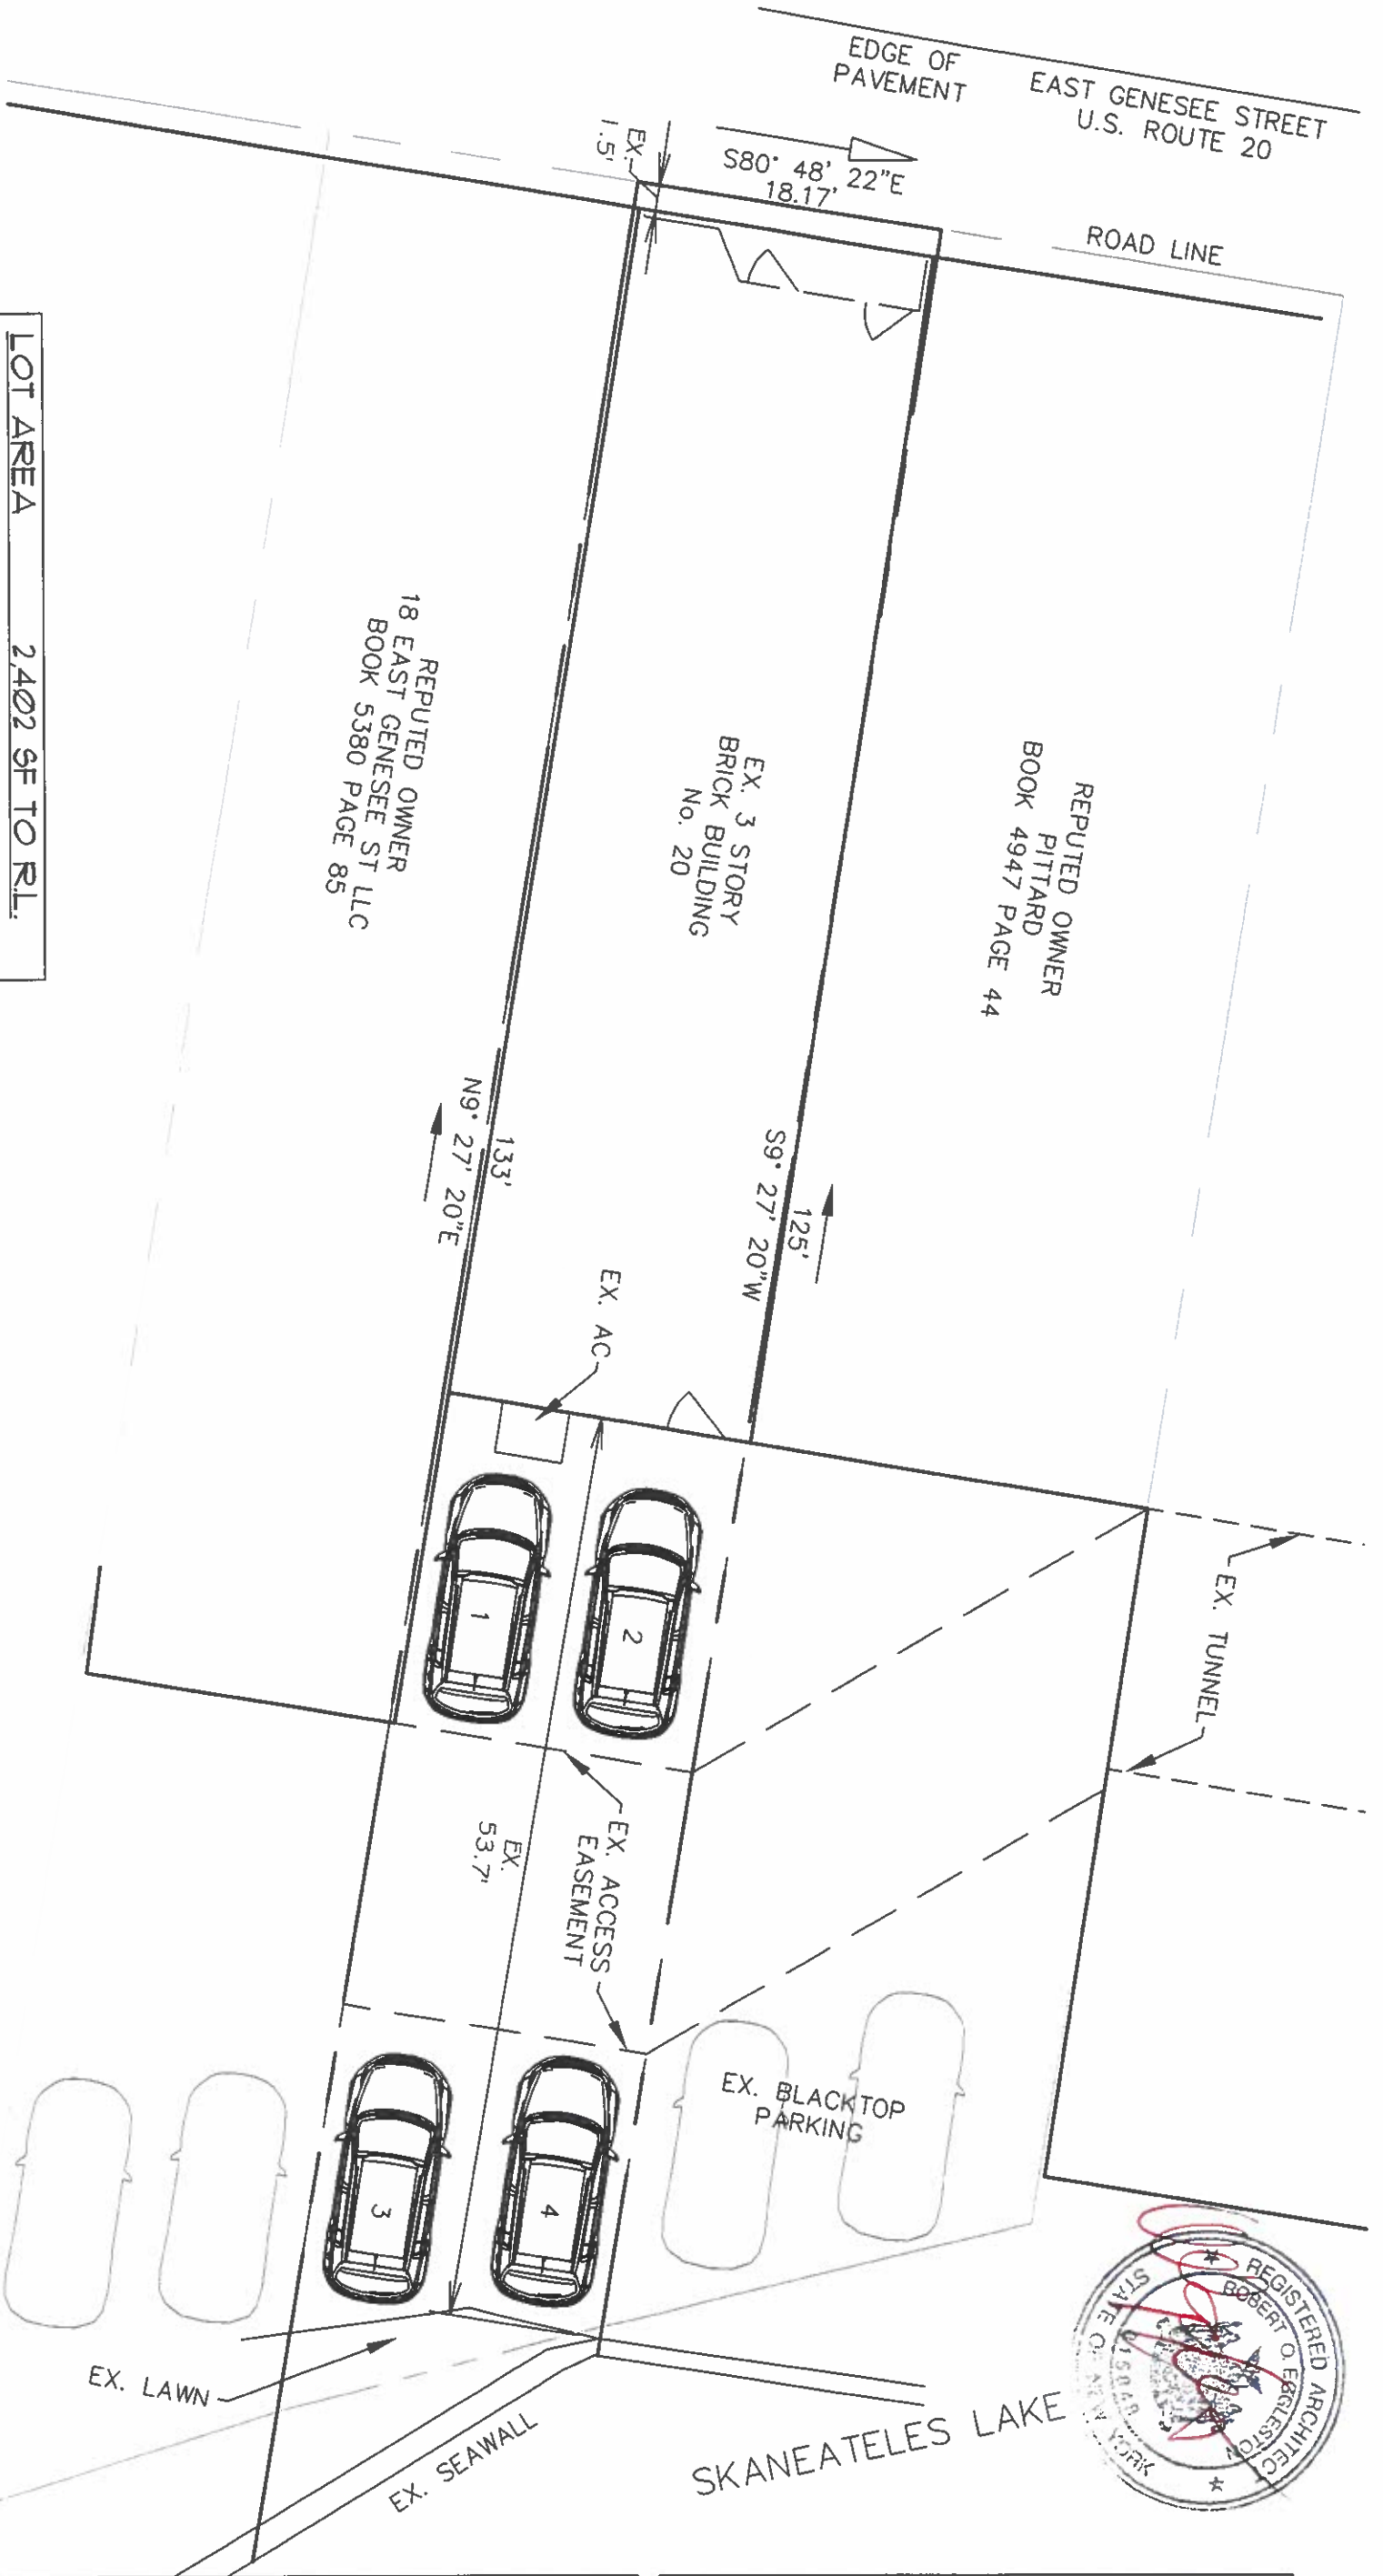 EDGE OF
PAVEMENT
EAST GENESEE STREET
U.S. ROUTE 20
EX.
1.5'
S80° 48' 22"E
18.17'
ROAD LINE
LOT AREA 2,402 SF TO R.L.
REPUTED OWNER
18 EAST GENESEE ST LLC
BOOK 5380 PAGE 85
EX. 3 STORY
BRICK BUILDING
No. 20
REPUTED OWNER
PITTARD
BOOK 4947 PAGE 44
133'
N9° 27' 20"E
125'
S9° 27' 20"W
EX. AC
1
2
EX. TUNNEL
EX. ACCESS
EASEMENT
EX.
53.7'
EX. BLACKTOP
PARKING
3
4
EX. LAWN
EX. SEAWALL
SKANEATELES LAKE
REGISTERED ARCHITECT
ROBERT O. EGGLESTON
STATE OF NEW YORK